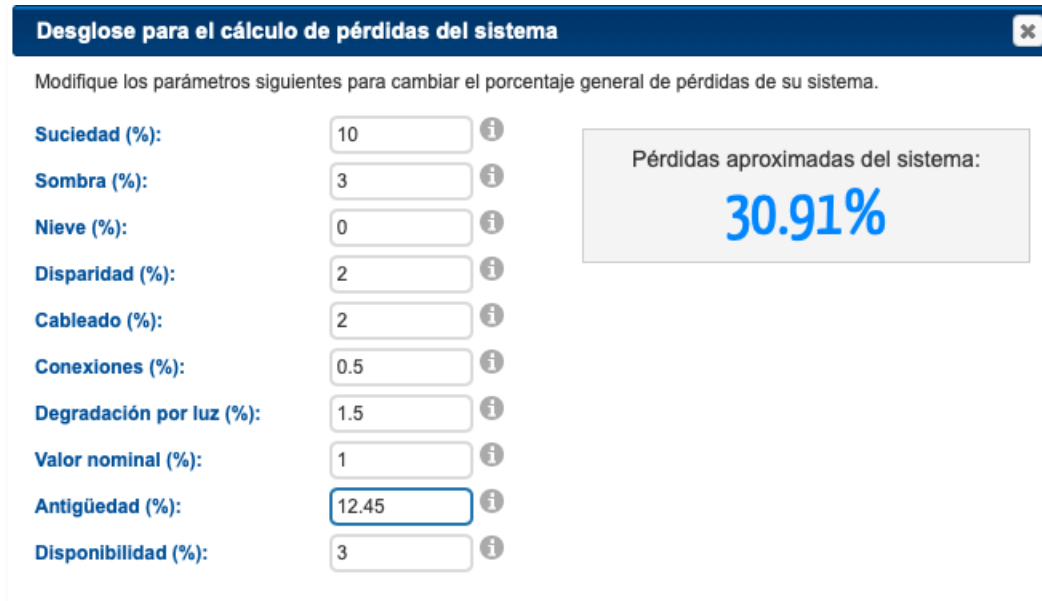 Desglose para el cálculo de pérdidas del sistema
Modifique los parámetros siguientes para cambiar el porcentaje general de pérdidas de su sistema.
Suciedad (%): 10
Sombra (%): 3
Nieve (%): 0
Disparidad (%): 2
Cableado (%): 2
Conexiones (%): 0.5
Degradación por luz (%): 1.5
Valor nominal (%): 1
Antigüedad (%): 12.45
Disponibilidad (%): 3
Pérdidas aproximadas del sistema:
30.91%